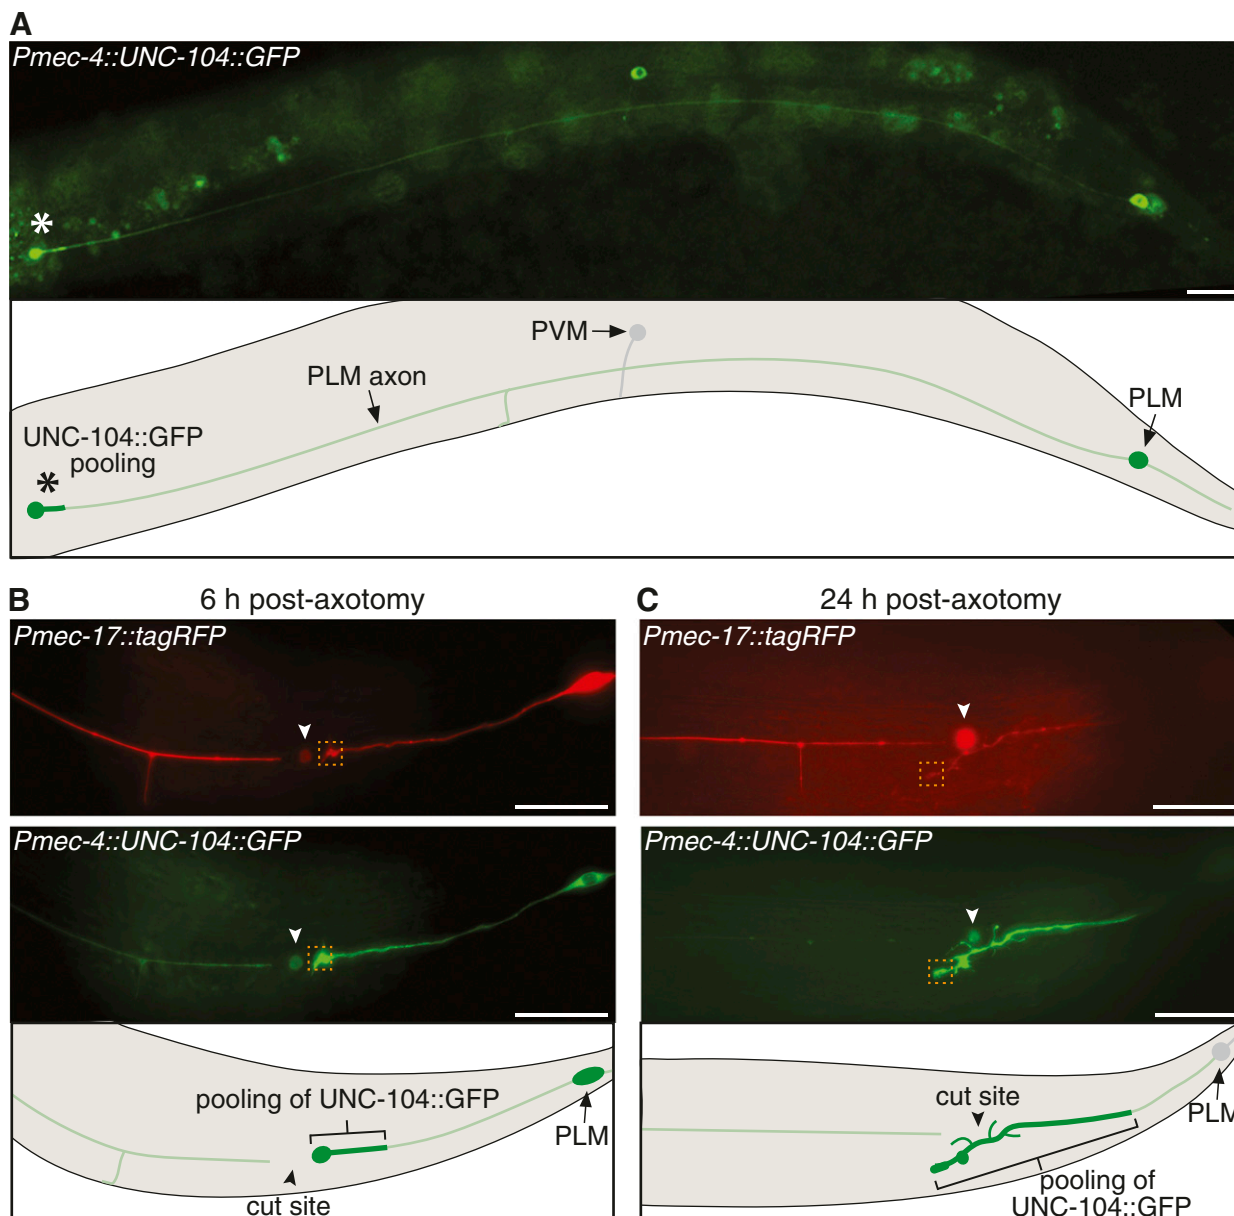 A
Pmec-4::UNC-104::GFP
*
PVM
PLM axon
PLM
UNC-104::GFP
pooling
*
B
6 h post-axotomy
Pmec-17::tagRFP
Pmec-4::UNC-104::GFP
pooling of UNC-104::GFP
PLM
cut site
C
24 h post-axotomy
Pmec-17::tagRFP
Pmec-4::UNC-104::GFP
cut site
PLM
pooling of
UNC-104::GFP